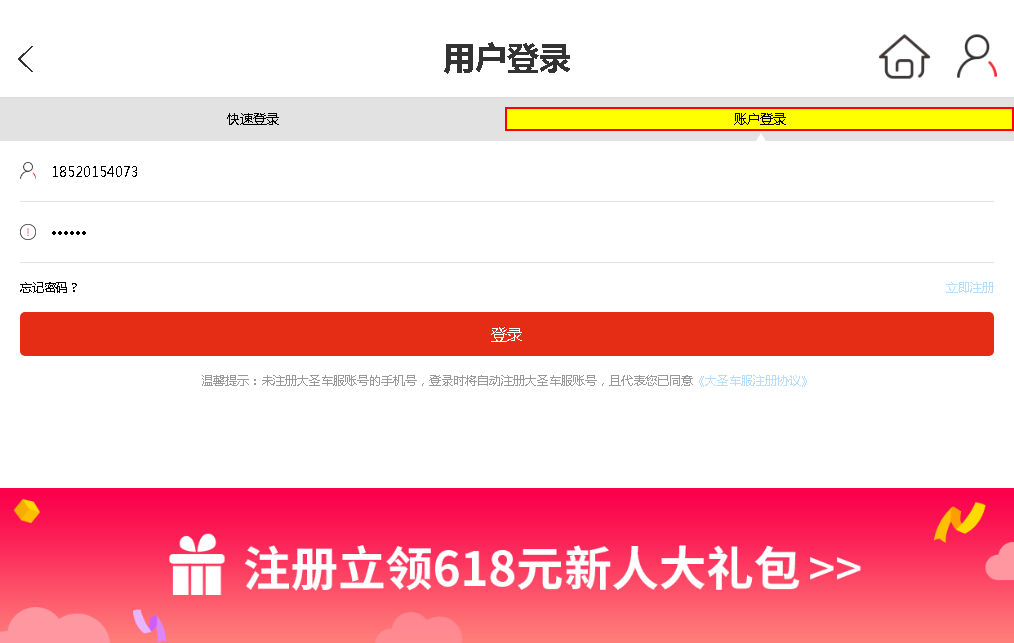 用户登录
快速登录
账户登录
18520154073
••••••
忘记密码？
立即注册
登录
温馨提示：未注册大圣车服账号的手机号，登录时将自动注册大圣车服账号，且代表您已同意《大圣车服注册协议》
注册立领618元新人大礼包>>